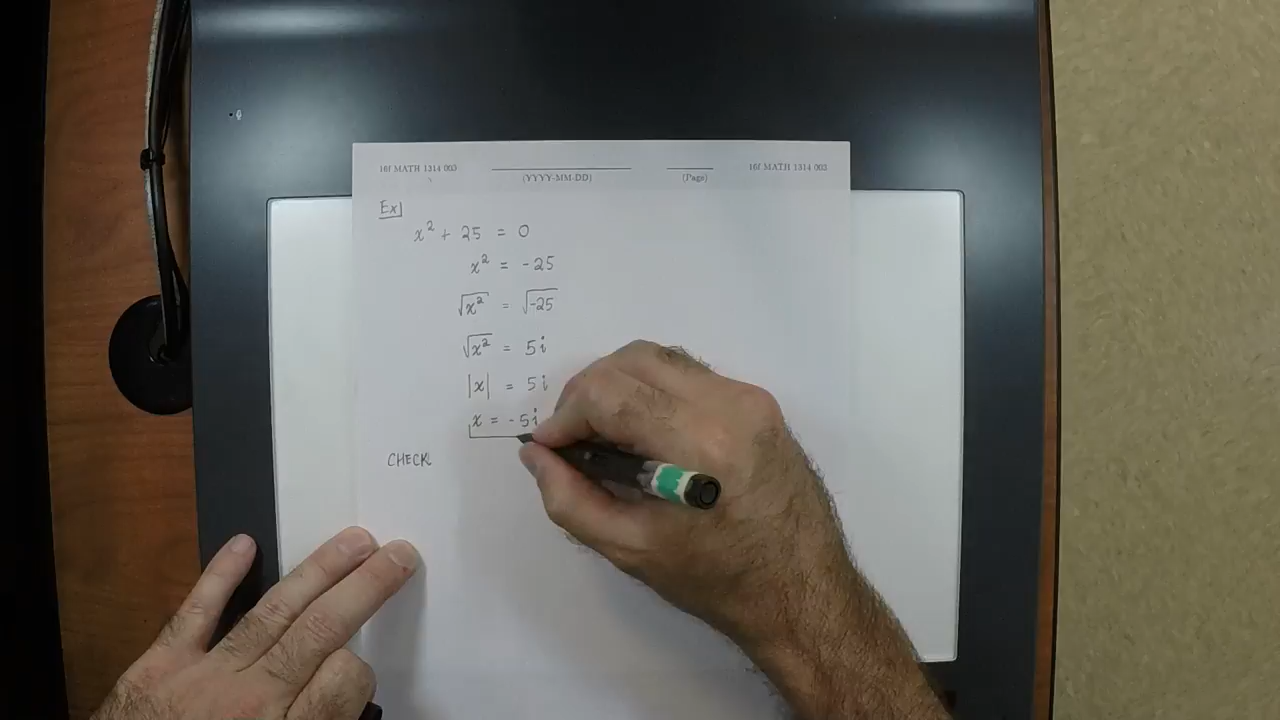 16f MATH 1314 003
(YYYY-MM-DD)
(Page)
16f MATH 1314 003
Ex
x² + 25 = 0
x² = -25
√x² = √-25
√x² = 5i
|x| = 5i
x = -5i
CHECK